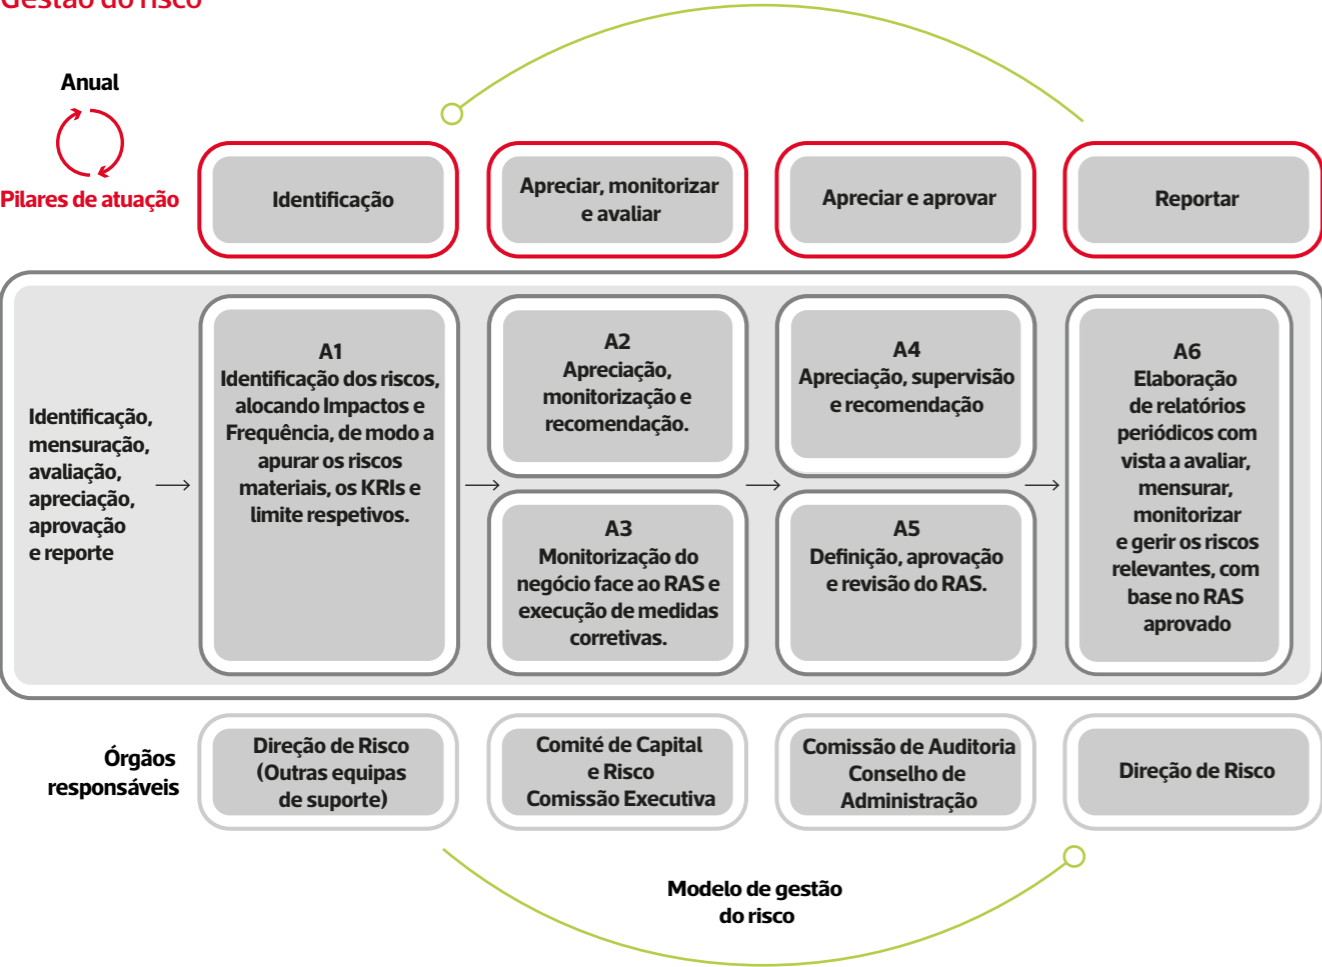 Gestão do risco
Anual
Pilares de atuação
Identificação
Apreciar, monitorizar
e avaliar
Apreciar e aprovar
Reportar
Identificação,
mensuração,
avaliação,
apreciação,
aprovação
e reporte
A1
Identificação dos riscos,
alocando Impactos e
Frequência, de modo a
apurar os riscos
materiais, os KRIs e
limite respetivos.
A2
Apreciação,
monitorização e
recomendação.
A3
Monitorização do
negócio face ao RAS e
execução de medidas
corretivas.
A4
Apreciação, supervisão
e recomendação
A5
Definição, aprovação
e revisão do RAS.
A6
Elaboração
de relatórios
periódicos com
vista a avaliar,
mensurar,
monitorizar
e gerir os riscos
relevantes, com
base no RAS
aprovado
Órgãos
responsáveis
Direção de Risco
(Outras equipas
de suporte)
Comité de Capital
e Risco
Comissão Executiva
Comissão de Auditoria
Conselho de
Administração
Direção de Risco
Modelo de gestão
do risco